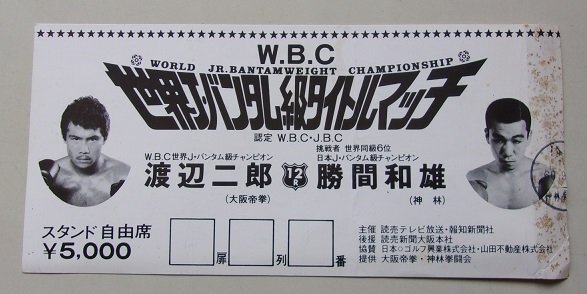 W.B.C
WORLD JR.BANTAMWEIGHT CHAMPIONSHIP
世界J・バンタム級タイトルマッチ
認定 W.B.C・J.B.C
W.B.C世界J・バンタム級チャンピオン
渡辺二郎
(大阪帝拳)
12R
挑戦者 世界同級6位
日本J・バンタム級チャンピオン
勝間和雄
(神林)
スタンド自由席
¥5,000
扉 列 番
主催 読売テレビ放送・報知新聞社
後援 読売新聞大阪本社
協賛 日本ゴルフ興業株式会社・山田不動産株式会社
提供 大阪帝拳・神林拳闘会